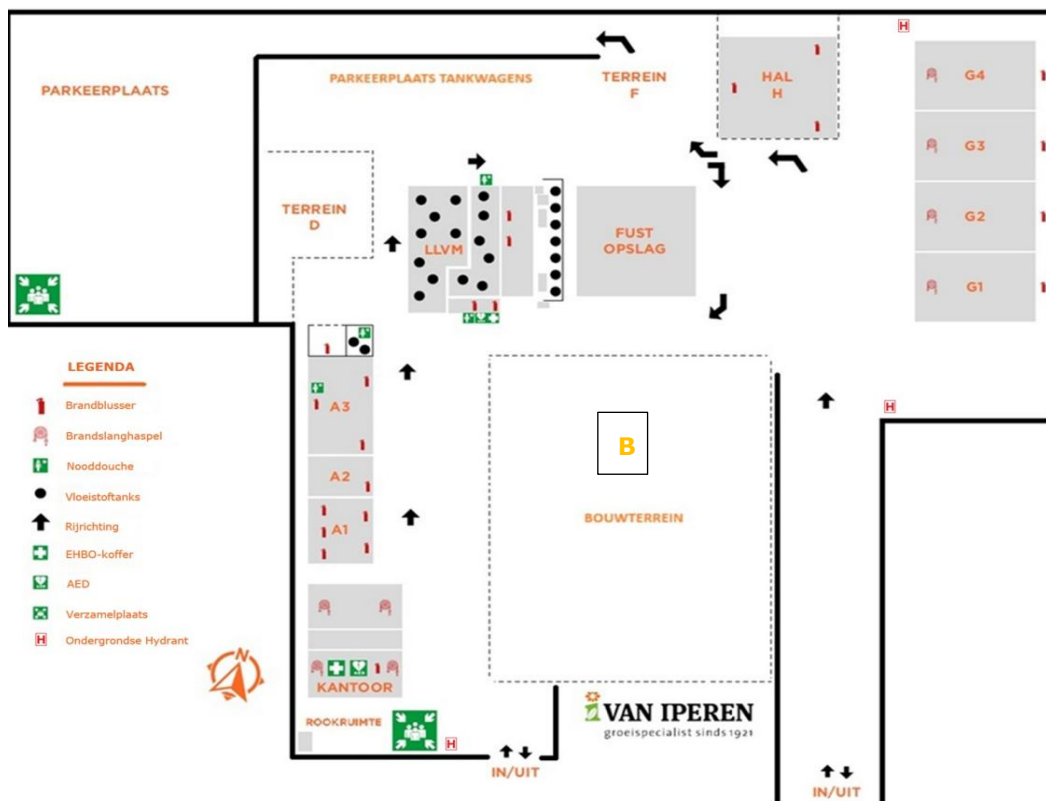 PARKEERPLAATS
PARKEERPLAATS TANKWAGENS
TERREIN
F
HAL
H
H
G4
G3
G2
G1
TERREIN
D
LLVM
FUST
OPSLAG
LEGENDA
Brandblusser
Brandslanghaspel
Nooddouche
Vloeistoftanks
Rijrichting
EHBO-koffer
AED
Verzamelplaats
H Ondergrondse Hydrant
A3
A2
A1
B
BOUWTERREIN
H
N
KANTOOR
ROOKRUIMTE
H
IN/UIT
VAN IPEREN
groeispecialist sinds 1921
IN/UIT